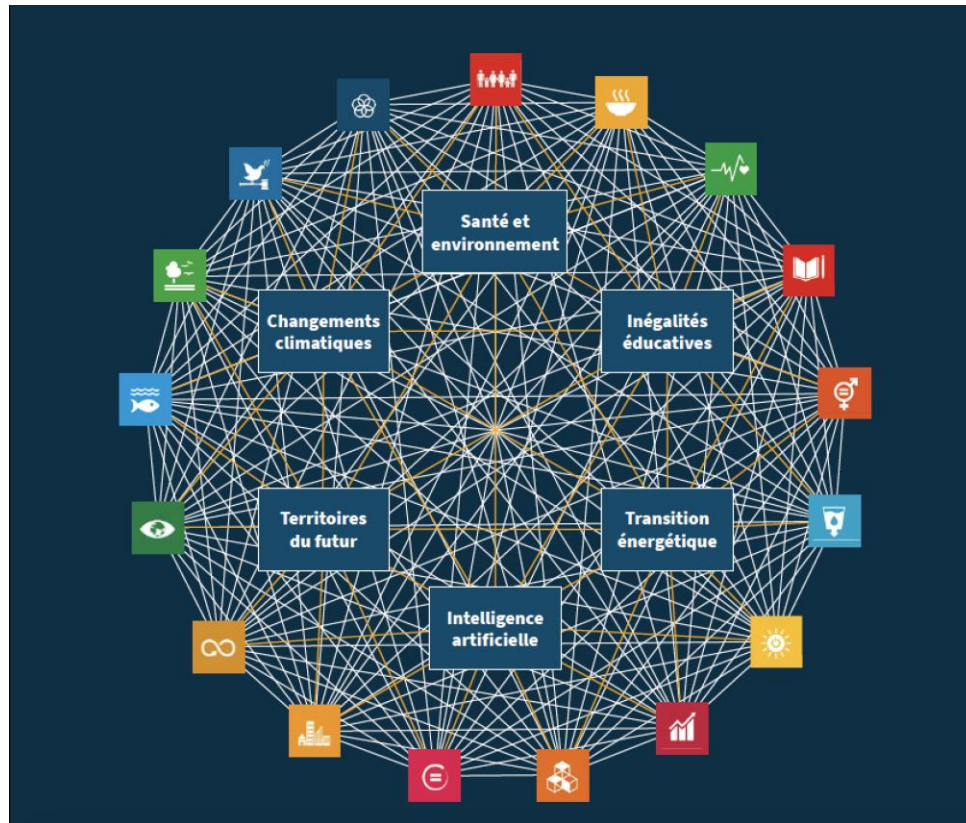 Santé et
environnement
Changements
climatiques
Inégalités
éducatives
Territoires
du futur
Transition
énergétique
Intelligence
artificielle